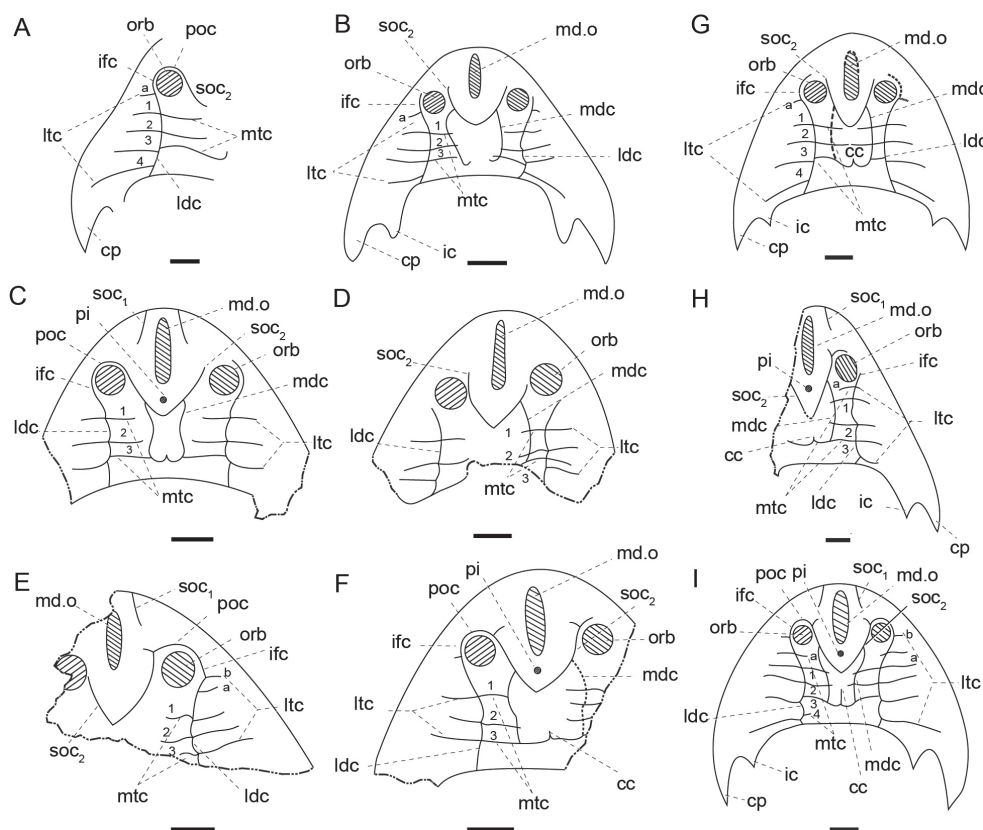 A
orb
poc
ifc
a
soc2
1
ltc
2
mtc
3
4
ldc
cp
B
soc2
md.o
orb
ifc
mdc
a
1
2
ltc
3
ldc
mtc
ic
cp
G
soc2
md.o
orb
ifc
mdc
a
1
2
ldc
ltc
3
cc
4
ic
mtc
cp
C
soc1
md.o
pi
soc2
poc
orb
ifc
mdc
1
ldc
2
ltc
3
mtc
D
md.o
orb
soc2
mdc
1
ldc
ltc
2
3
mtc
H
soc1
md.o
orb
ifc
pi
a
soc2
ltc
1
mdc
2
cc
3
mtc
ldc
ic
cp
E
soc1
md.o
poc
orb
ifc
b
a
ltc
1
2
soc2
3
mtc
ldc
F
md.o
pi
poc
soc2
ifc
orb
mdc
1
ltc
2
3
ldc
mtc
cc
I
soc1
poc
pi
md.o
ifc
soc2
orb
b
a
a
1
ltc
2
ldc
3
4
mtc
ic
mdc
cp
cc